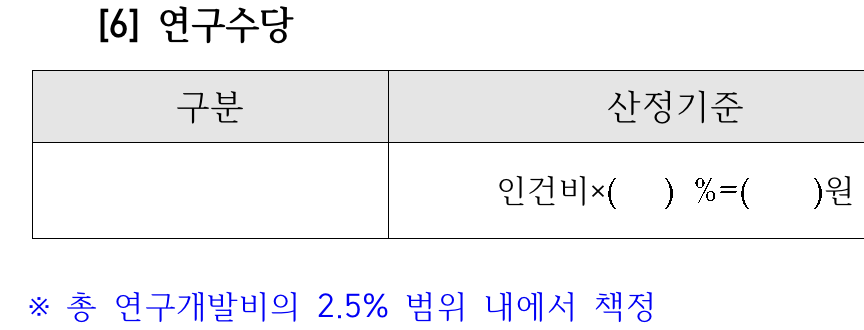 [6] 연구수당
구분 산정기준
인건비×( ) %=( )원
※ 총 연구개발비의 2.5% 범위 내에서 책정